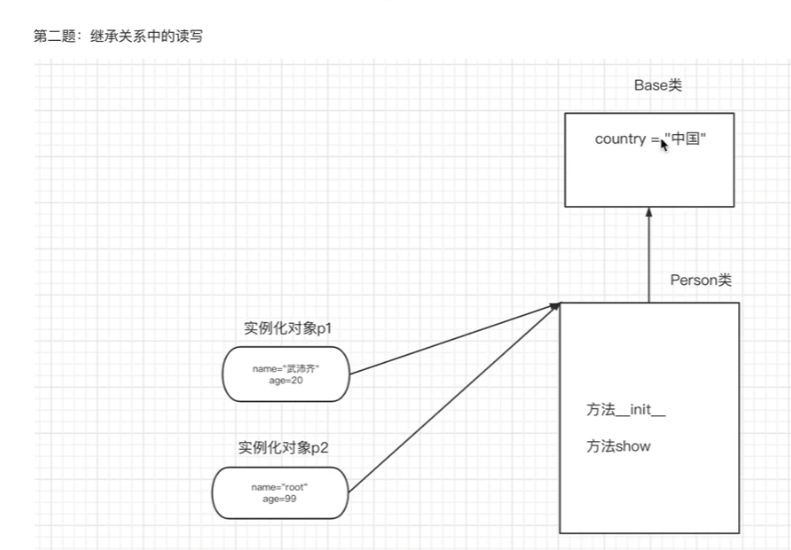 第二题：继承关系中的读写
Base类
country = "中国"
Person类
实例化对象p1
name="武沛齐"
age=20
方法__init__
实例化对象p2
方法show
name="root"
age=99